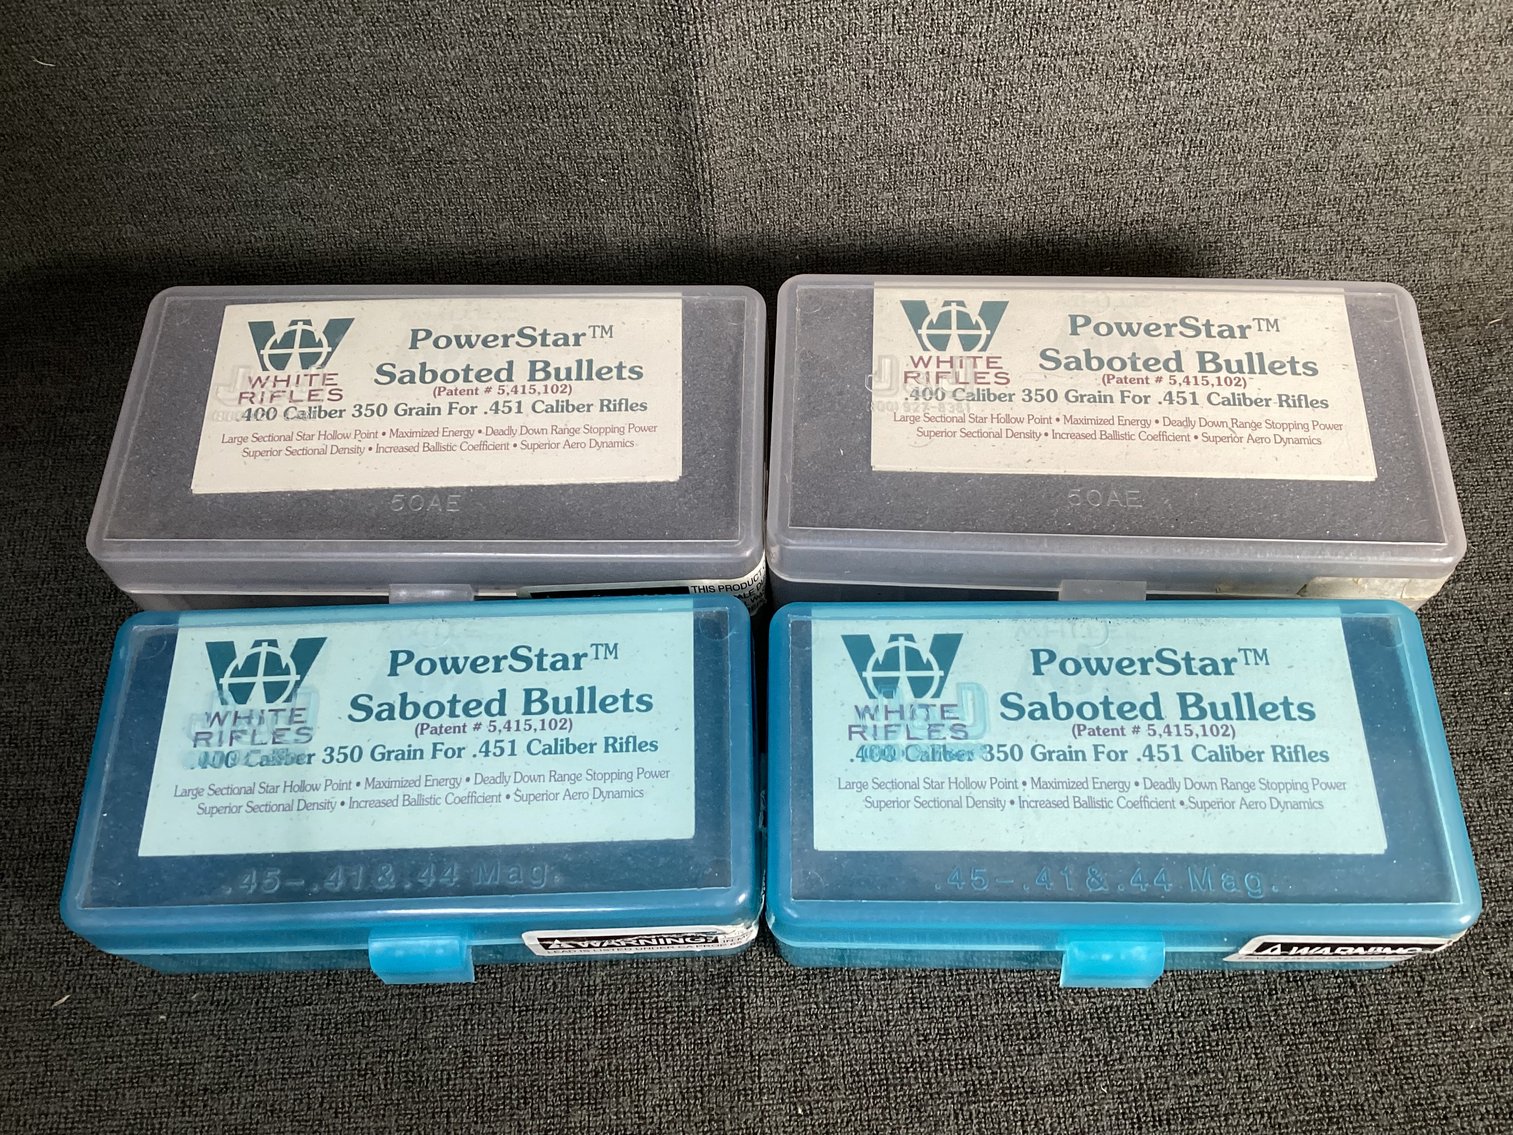 WHITE
RIFLES
PowerStar™
Saboted Bullets
(Patent # 5,415,102)
.400 Caliber 350 Grain For .451 Caliber Rifles
Large Sectional Star Hollow Point • Maximized Energy • Deadly Down Range Stopping Power
Superior Sectional Density • Increased Ballistic Coefficient • Superior Aero Dynamics
50AE
THIS PRODUCT
WHITE
RIFLES
PowerStar™
Saboted Bullets
(Patent # 5,415,102)
.400 Caliber 350 Grain For .451 Caliber Rifles
Large Sectional Star Hollow Point • Maximized Energy • Deadly Down Range Stopping Power
Superior Sectional Density • Increased Ballistic Coefficient • Superior Aero Dynamics
50AE
WHITE
RIFLES
PowerStar™
Saboted Bullets
(Patent # 5,415,102)
.400 Caliber 350 Grain For .451 Caliber Rifles
Large Sectional Star Hollow Point • Maximized Energy • Deadly Down Range Stopping Power
Superior Sectional Density • Increased Ballistic Coefficient • Superior Aero Dynamics
.45-.41 & .44 Mag.
WARNING!
LEAD IS LISTED UNDER CA PROP
WHITE
RIFLES
PowerStar™
Saboted Bullets
(Patent # 5,415,102)
.400 Caliber 350 Grain For .451 Caliber Rifles
Large Sectional Star Hollow Point • Maximized Energy • Deadly Down Range Stopping Power
Superior Sectional Density • Increased Ballistic Coefficient • Superior Aero Dynamics
.45-.41 & .44 Mag.
WARNING